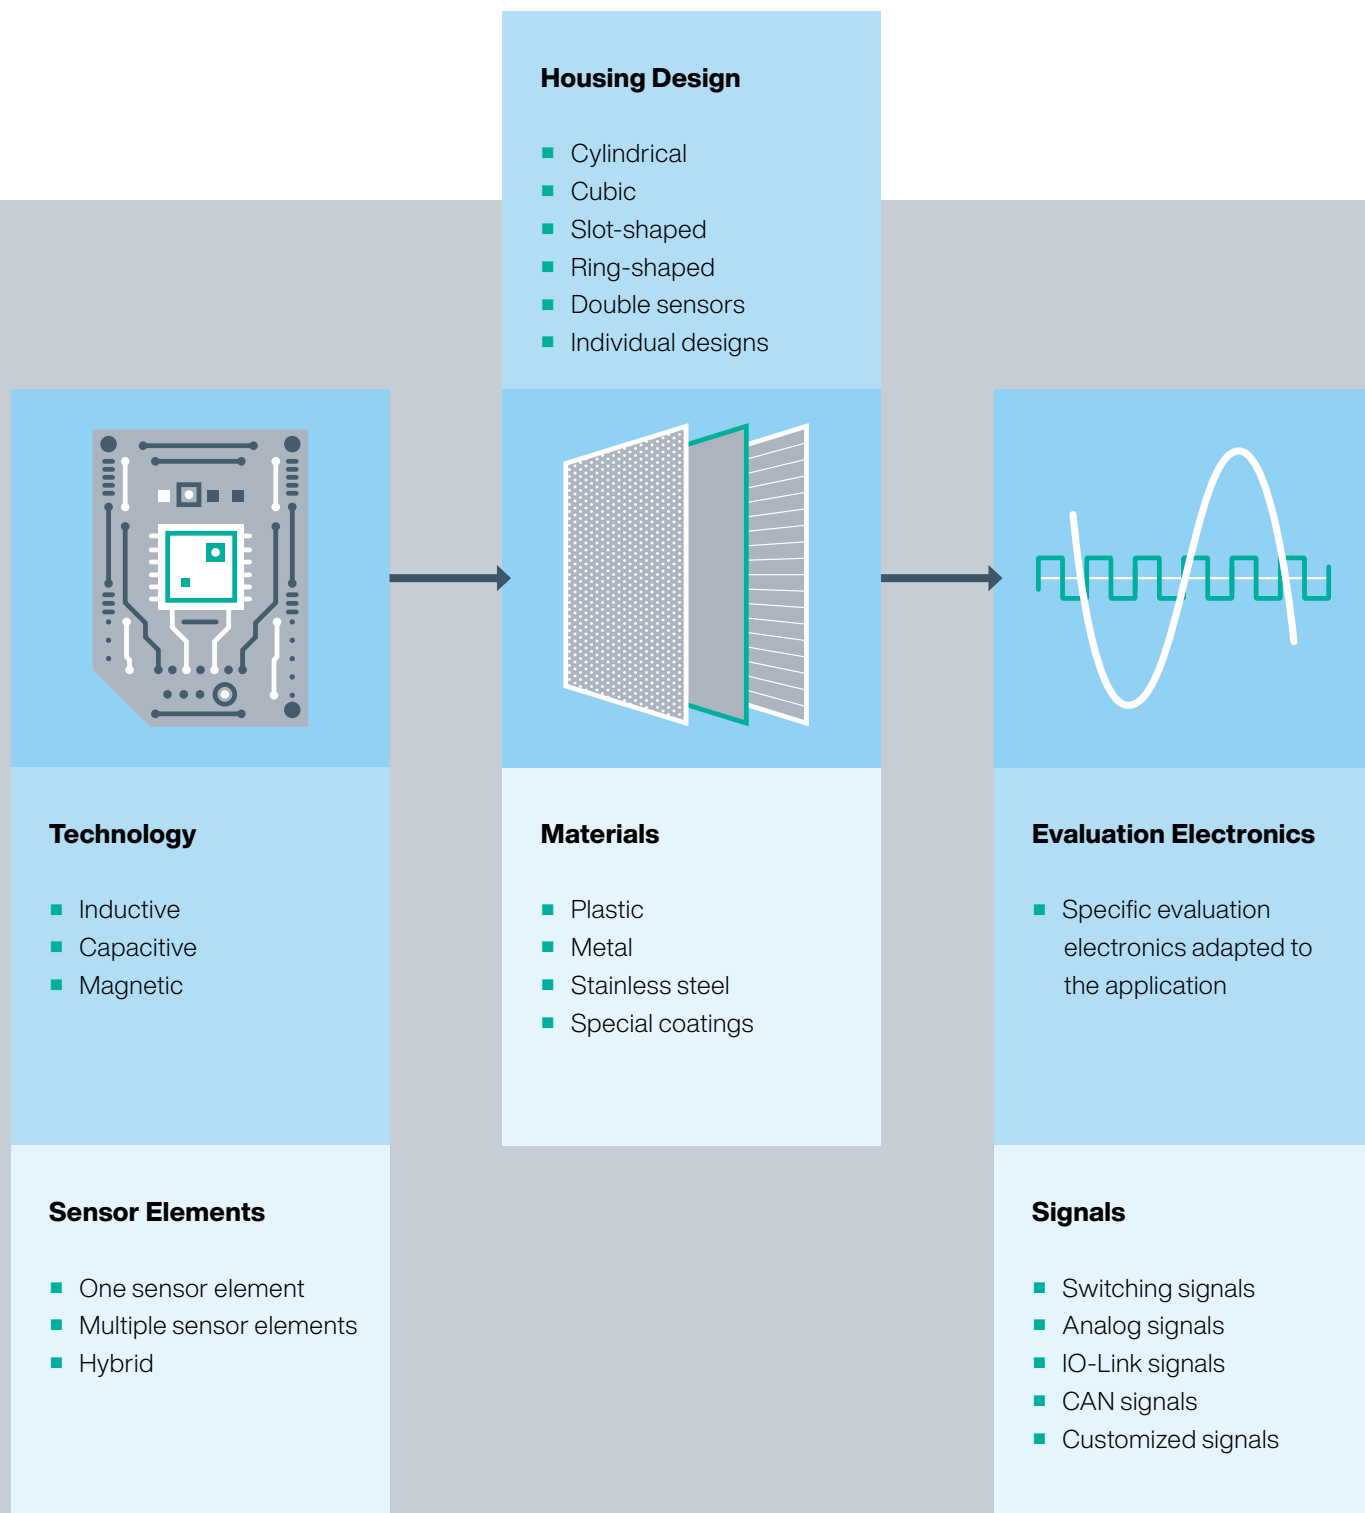 Housing Design
Cylindrical
Cubic
Slot-shaped
Ring-shaped
Double sensors
Individual designs
Technology
Inductive
Capacitive
Magnetic
Sensor Elements
One sensor element
Multiple sensor elements
Hybrid
Materials
Plastic
Metal
Stainless steel
Special coatings
Evaluation Electronics
Specific evaluation
electronics adapted to
the application
Signals
Switching signals
Analog signals
IO-Link signals
CAN signals
Customized signals